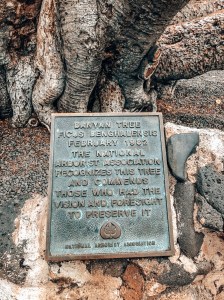 BANYAN TREE
FICUS BENGHALENSIS
FEBRUARY 1982
THE NATIONAL
ARBORIST ASSOCIATION
RECOGNIZES THIS TREE
AND COMMENDS
THOSE WHO HAD THE
VISION AND FORESIGHT
TO PRESERVE IT
NATIONAL ARBORIST ASSOCIATION